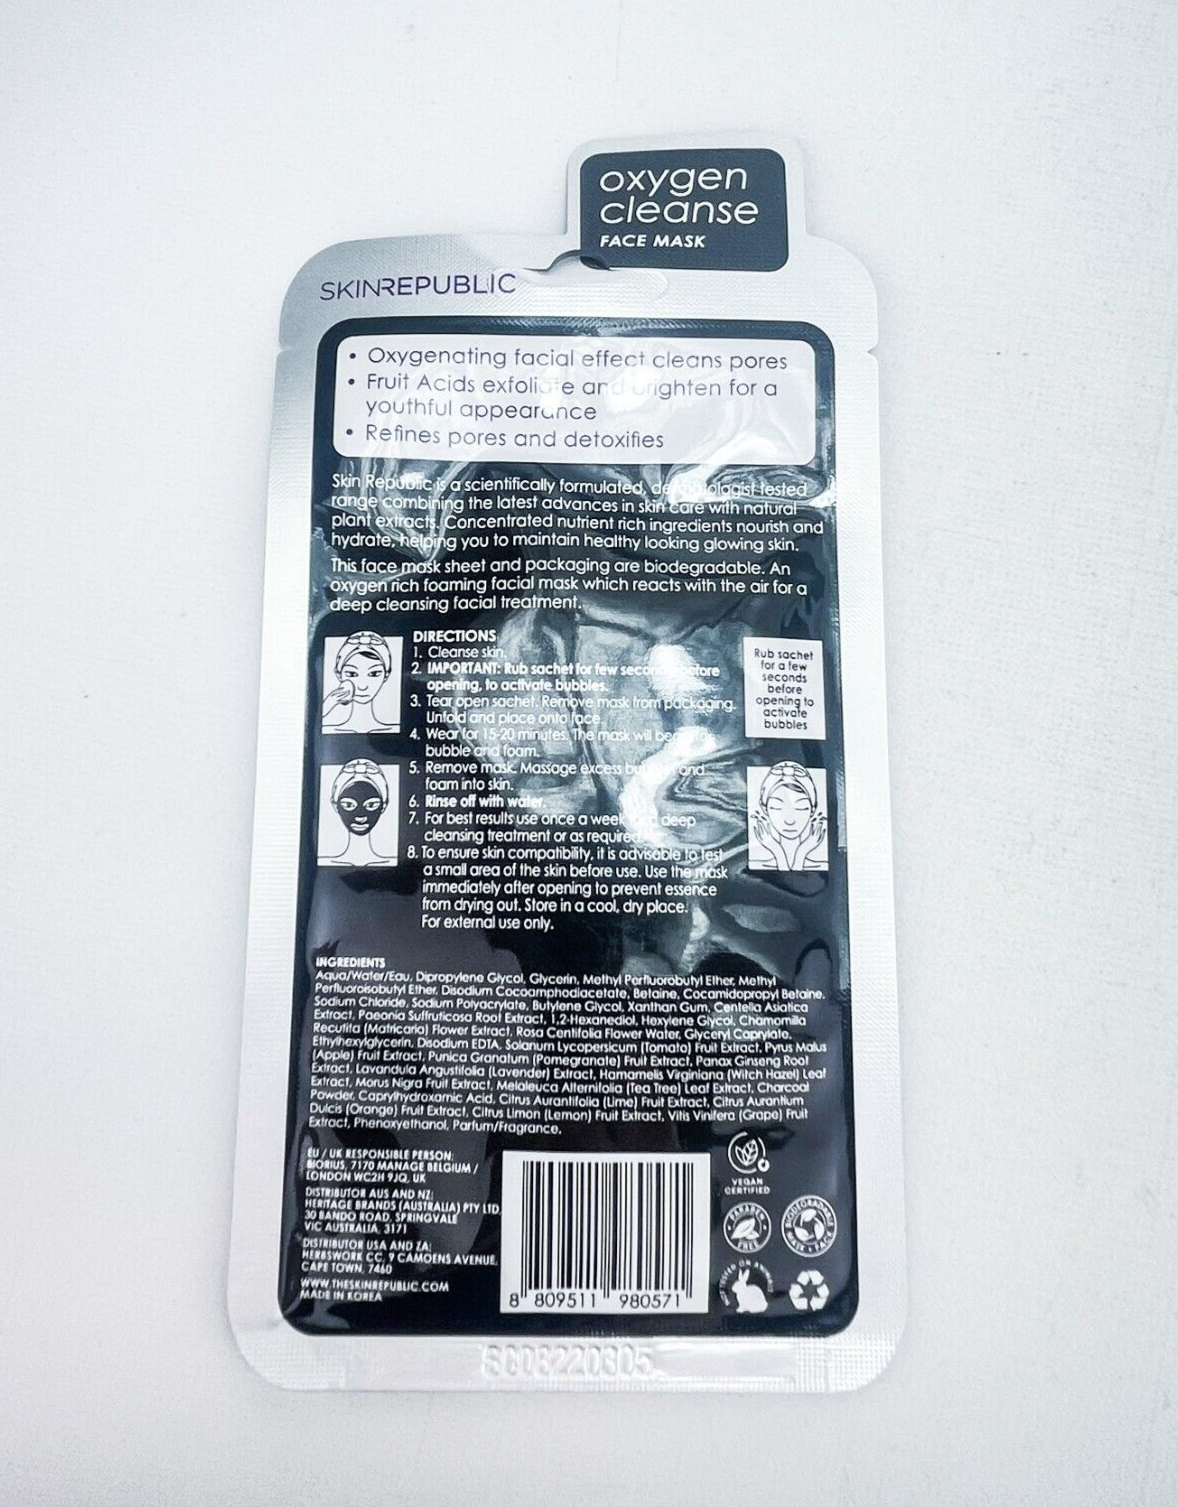 oxygen
cleanse
FACE MASK
SKINREPUBLIC
• Oxygenating facial effect cleans pores
• Fruit Acids exfoliate and brighten for a
youthful appearance
• Refines pores and detoxifies
Skin Republic is a scientifically formulated, dermatologist tested
range combining the latest advances in skin care with natural
plant extracts. Concentrated nutrient rich ingredients nourish and
hydrate, helping you to maintain healthy looking glowing skin.
This face mask sheet and packaging are biodegradable. An
oxygen rich foaming facial mask which reacts with the air for a
deep cleansing facial treatment.
DIRECTIONS
1. Cleanse skin.
2. IMPORTANT: Rub sachet for few seconds before
opening, to activate bubbles.
3. Tear open sachet. Remove mask from packaging.
Unfold and place onto face.
4. Wear for 15-20 minutes. The mask will begin to
bubble and foam.
5. Remove mask. Massage excess bubbles and
foam into skin.
6. Rinse off with water.
7. For best results use once a week for a deep
cleansing treatment or as required.
8. To ensure skin compatibility, it is advisable to test
a small area of the skin before use. Use the mask
immediately after opening to prevent essence
from drying out. Store in a cool, dry place.
For external use only.
Rub sachet
for a few
seconds
before
opening to
activate
bubbles
INGREDIENTS
Aqua/Water/Eau, Dipropylene Glycol, Glycerin, Methyl Perfluorobutyl Ether, Methyl
Perfluoroisobutyl Ether, Disodium Cocoamphodiacetate, Betaine, Cocamidopropyl Betaine,
Sodium Chloride, Sodium Polyacrylate, Butylene Glycol, Xanthan Gum, Centella Asiatica
Extract, Paeonia Suffruticosa Root Extract, 1,2-Hexanediol, Hexylene Glycol, Chamomilla
Recutita (Matricaria) Flower Extract, Rosa Centifolia Flower Water, Glyceryl Caprylate,
Ethylhexylglycerin, Disodium EDTA, Solanum Lycopersicum (Tomato) Fruit Extract, Pyrus Malus
(Apple) Fruit Extract, Punica Granatum (Pomegranate) Fruit Extract, Panax Ginseng Root
Extract, Lavandula Angustifolia (Lavender) Extract, Hamamelis Virginiana (Witch Hazel) Leaf
Extract, Morus Nigra Fruit Extract, Melaleuca Alternifolia (Tea Tree) Leaf Extract, Charcoal
Powder, Caprylhydroxamic Acid, Citrus Aurantifolia (Lime) Fruit Extract, Citrus Aurantium
Dulcis (Orange) Fruit Extract, Citrus Limon (Lemon) Fruit Extract, Vitis Vinifera (Grape) Fruit
Extract, Phenoxyethanol, Parfum/Fragrance.
EU / UK RESPONSIBLE PERSON:
BIORIUS, 7170 MANAGE BELGIUM /
LONDON WC2H 9JQ, UK
DISTRIBUTOR AUS AND NZ:
HERITAGE BRANDS (AUSTRALIA) PTY LTD,
30 BANDO ROAD, SPRINGVALE
VIC AUSTRALIA, 3171
DISTRIBUTOR USA AND ZA:
HERBSWORK CC, 9 CAMOENS AVENUE,
CAPE TOWN, 7460
WWW.THESKINREPUBLIC.COM
MADE IN KOREA
8 809511 980571
VEGAN
CERTIFIED
PARABEN
FREE
BIODEGRADABLE
MASK + PACK
NOT TESTED ON ANIMALS